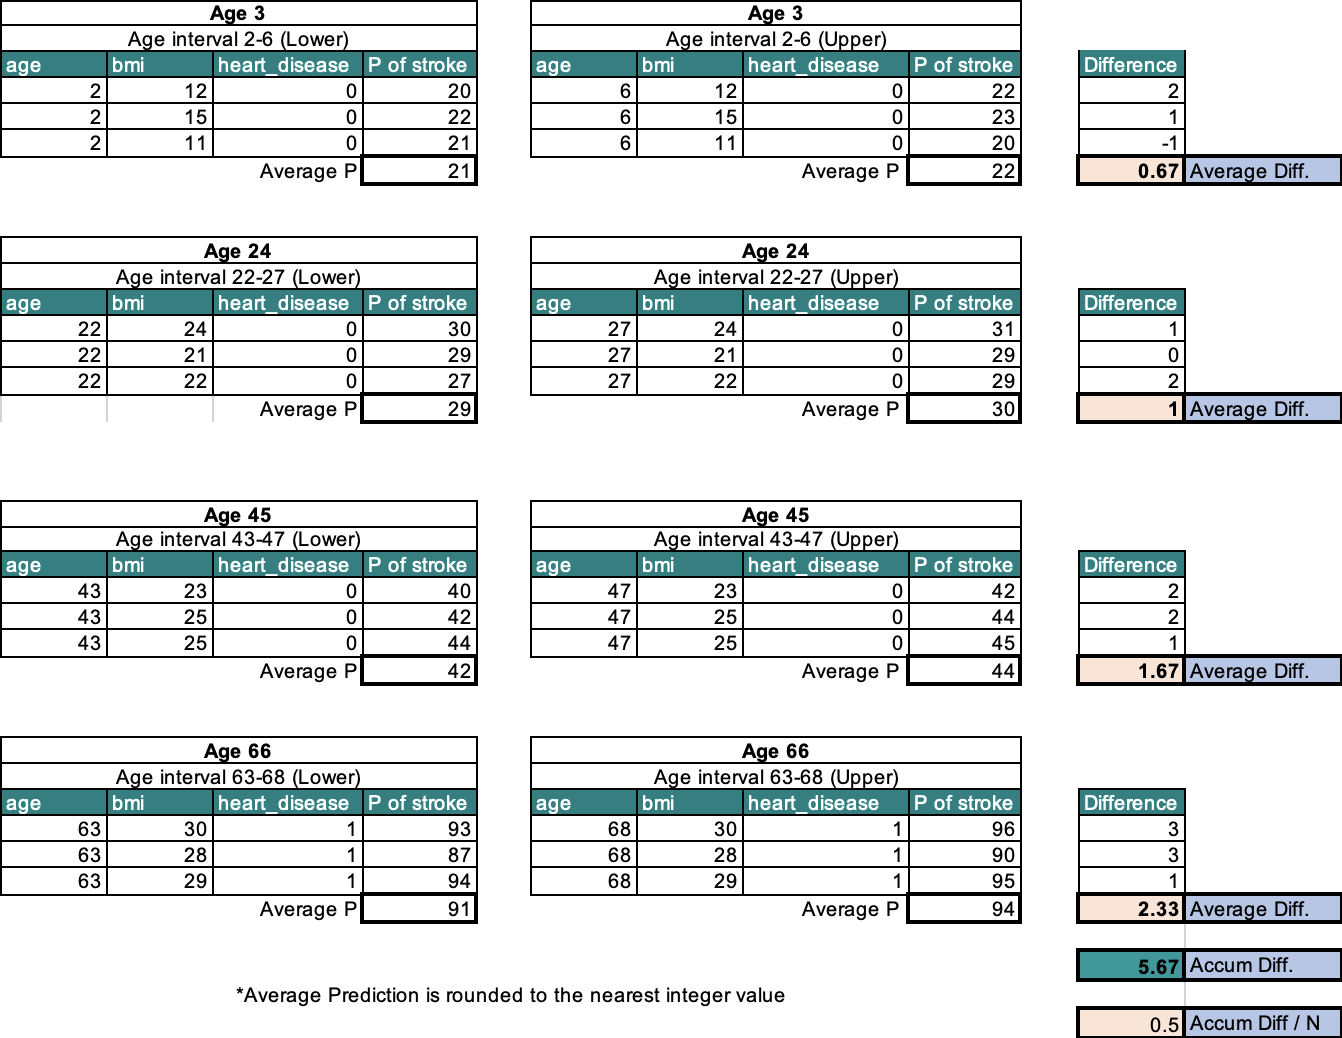 Age 3 Age 3
Age interval 2-6 (Lower) Age interval 2-6 (Upper)
age bmi heart_disease P of stroke age bmi heart_disease P of stroke Difference
2 12 0 20 6 12 0 22 2
2 15 0 22 6 15 0 23 1
2 11 0 21 6 11 0 20 -1
Average P 21 Average P 22 0.67 Average Diff.
Age 24 Age 24
Age interval 22-27 (Lower) Age interval 22-27 (Upper)
age bmi heart_disease P of stroke age bmi heart_disease P of stroke Difference
22 24 0 30 27 24 0 31 1
22 21 0 29 27 21 0 29 0
22 22 0 27 27 22 0 29 2
Average P 29 Average P 30 1 Average Diff.
Age 45 Age 45
Age interval 43-47 (Lower) Age interval 43-47 (Upper)
age bmi heart_disease P of stroke age bmi heart_disease P of stroke Difference
43 23 0 40 47 23 0 42 2
43 25 0 42 47 25 0 44 2
43 25 0 44 47 25 0 45 1
Average P 42 Average P 44 1.67 Average Diff.
Age 66 Age 66
Age interval 63-68 (Lower) Age interval 63-68 (Upper)
age bmi heart_disease P of stroke age bmi heart_disease P of stroke Difference
63 30 1 93 68 30 1 96 3
63 28 1 87 68 28 1 90 3
63 29 1 94 68 29 1 95 1
Average P 91 Average P 94 2.33 Average Diff.
5.67 Accum Diff.
*Average Prediction is rounded to the nearest integer value
0.5 Accum Diff / N